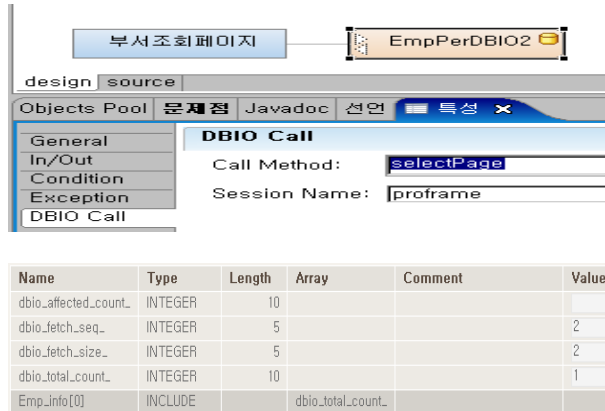 부서조회페이지 EmpPerDBIO2
design source
Objects Pool 문제점 Javadoc 선언 특성
General DBIO Call
In/Out Call Method: selectPage
Condition
Exception Session Name: proframe
DBIO Call
Name Type Length Array Comment Value
dbio_affected_count_ INTEGER 10
dbio_fetch_seq_ INTEGER 5 2
dbio_fetch_size_ INTEGER 5 2
dbio_total_count_ INTEGER 10 1
Emp_info[0] INCLUDE dbio_total_count_